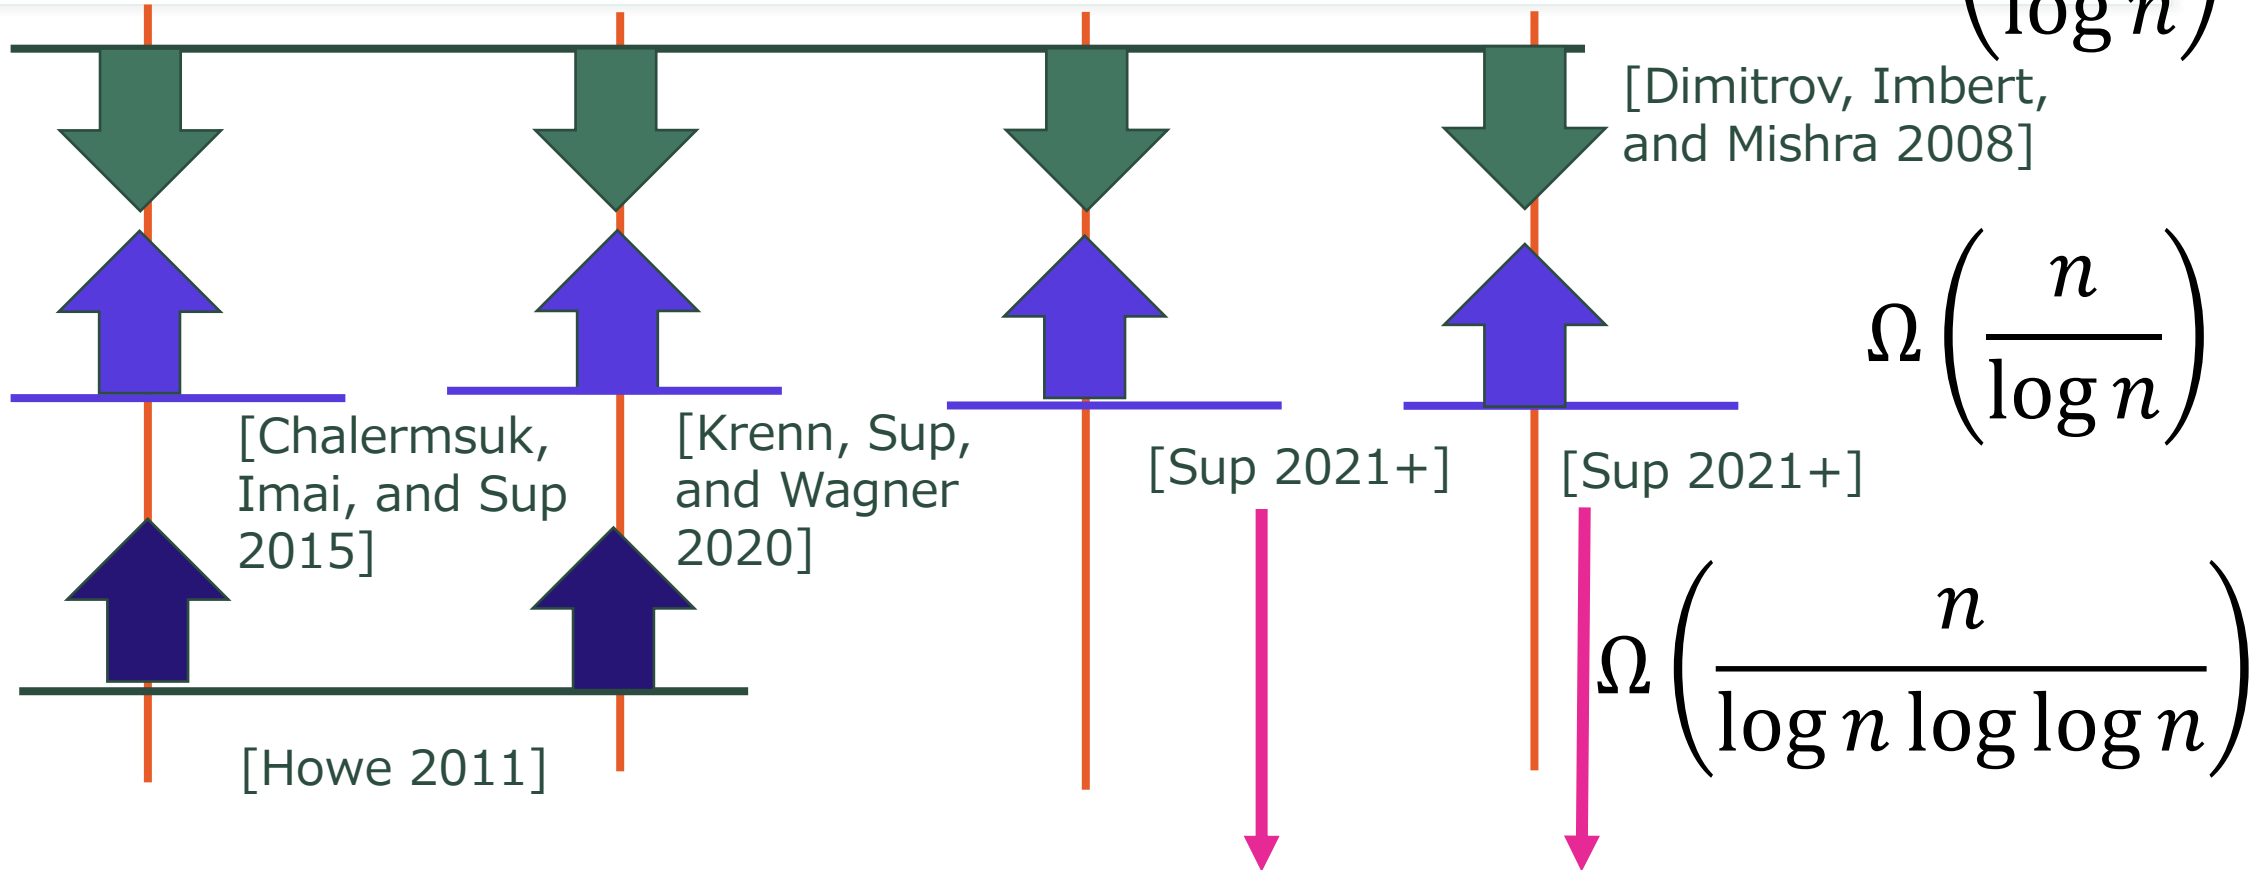 (log n)
[Dimitrov, Imbert,
and Mishra 2008]
Ω(n / log n)
[Chalermsuk,
Imai, and Sup
2015]
[Krenn, Sup,
and Wagner
2020]
[Sup 2021+]
[Sup 2021+]
Ω(n / log n log log n)
[Howe 2011]